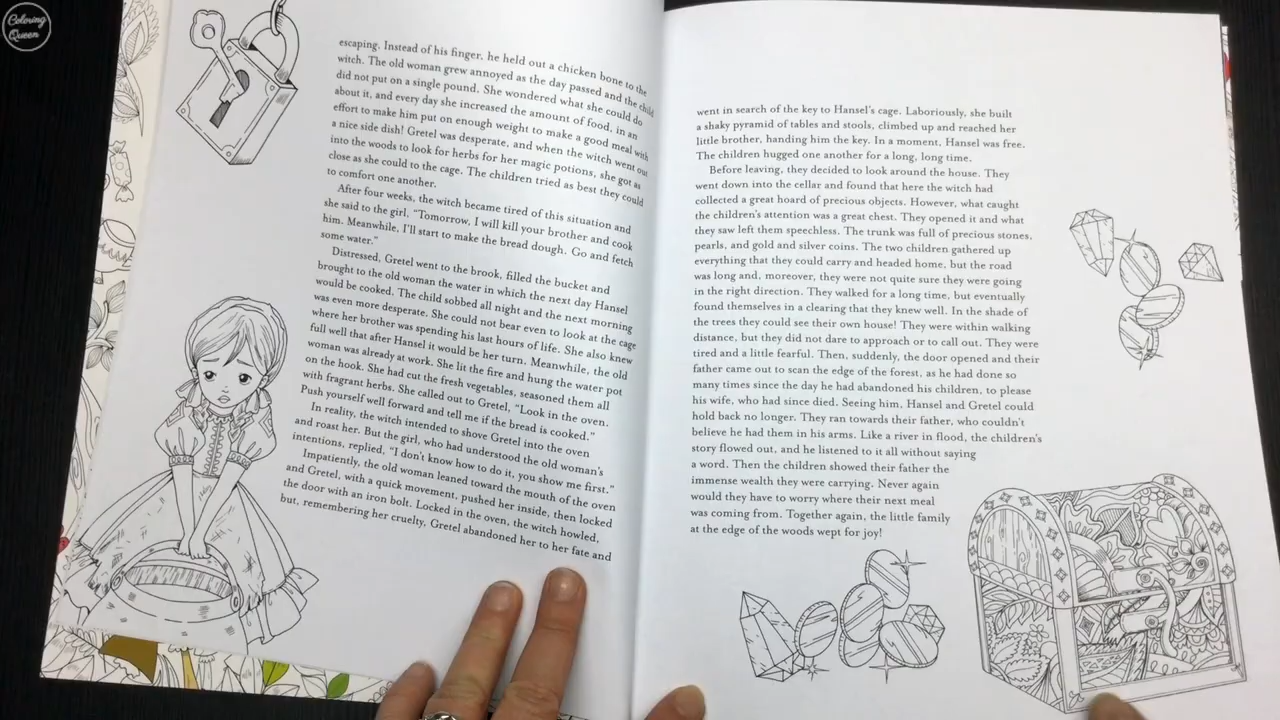 Coloring
Queen
escaping. Instead of his finger, he held out a chicken bone to the
witch. The old woman grew annoyed as the day passed and the child
did not put on a single pound. She wondered what she could do
about it, and every day she increased the amount of food, in an
effort to make him put on enough weight to make a good meal with
a nice side dish! Gretel was desperate, and when the witch went out
into the woods to look for herbs for her magic potions, she got as
close as she could to the cage. The children tried as best they could
to comfort one another.
After four weeks, the witch became tired of this situation and
she said to the girl, "Tomorrow, I will kill your brother and cook
him. Meanwhile, I'll start to make the bread dough. Go and fetch
some water."
Distressed, Gretel went to the brook, filled the bucket and
brought to the old woman the water in which the next day Hansel
would be cooked. The child sobbed all night and the next morning
was even more desperate. She could not bear even to look at the cage
where her brother was spending his last hours of life. She also knew
full well that after Hansel it would be her turn. Meanwhile, the old
woman was already at work. She lit the fire and hung the water pot
on the hook. She had cut the fresh vegetables, seasoned them all
with fragrant herbs. She called out to Gretel, "Look in the oven.
Push yourself well forward and tell me if the bread is cooked."
In reality, the witch intended to shove Gretel into the oven
and roast her. But the girl, who had understood the old woman's
intentions, replied, "I don't know how to do it, you show me first."
Impatiently, the old woman leaned toward the mouth of the oven
and Gretel, with a quick movement, pushed her inside, then locked
the door with an iron bolt. Locked in the oven, the witch howled,
but, remembering her cruelty, Gretel abandoned her to her fate and
went in search of the key to Hansel's cage. Laboriously, she built
a shaky pyramid of tables and stools, climbed up and reached her
little brother, handing him the key. In a moment, Hansel was free.
The children hugged one another for a long, long time.
Before leaving, they decided to look around the house. They
went down into the cellar and found that here the witch had
collected a great hoard of precious objects. However, what caught
the children's attention was a great chest. They opened it and what
they saw left them speechless. The trunk was full of precious stones,
pearls, and gold and silver coins. The two children gathered up
everything that they could carry and headed home, but the road
was long and, moreover, they were not quite sure they were going
in the right direction. They walked for a long time, but eventually
found themselves in a clearing that they knew well. In the shade of
the trees they could see their own house! They were within walking
distance, but they did not dare to approach or to call out. They were
tired and a little fearful. Then, suddenly, the door opened and their
father came out to scan the edge of the forest, as he had done so
many times since the day he had abandoned his children, to please
his wife, who had since died. Seeing him, Hansel and Gretel could
hold back no longer. They ran towards their father, who couldn't
believe he had them in his arms. Like a river in flood, the children's
story flowed out, and he listened to it all without saying
a word. Then the children showed their father the
immense wealth they were carrying. Never again
would they have to worry where their next meal
was coming from. Together again, the little family
at the edge of the woods wept for joy!